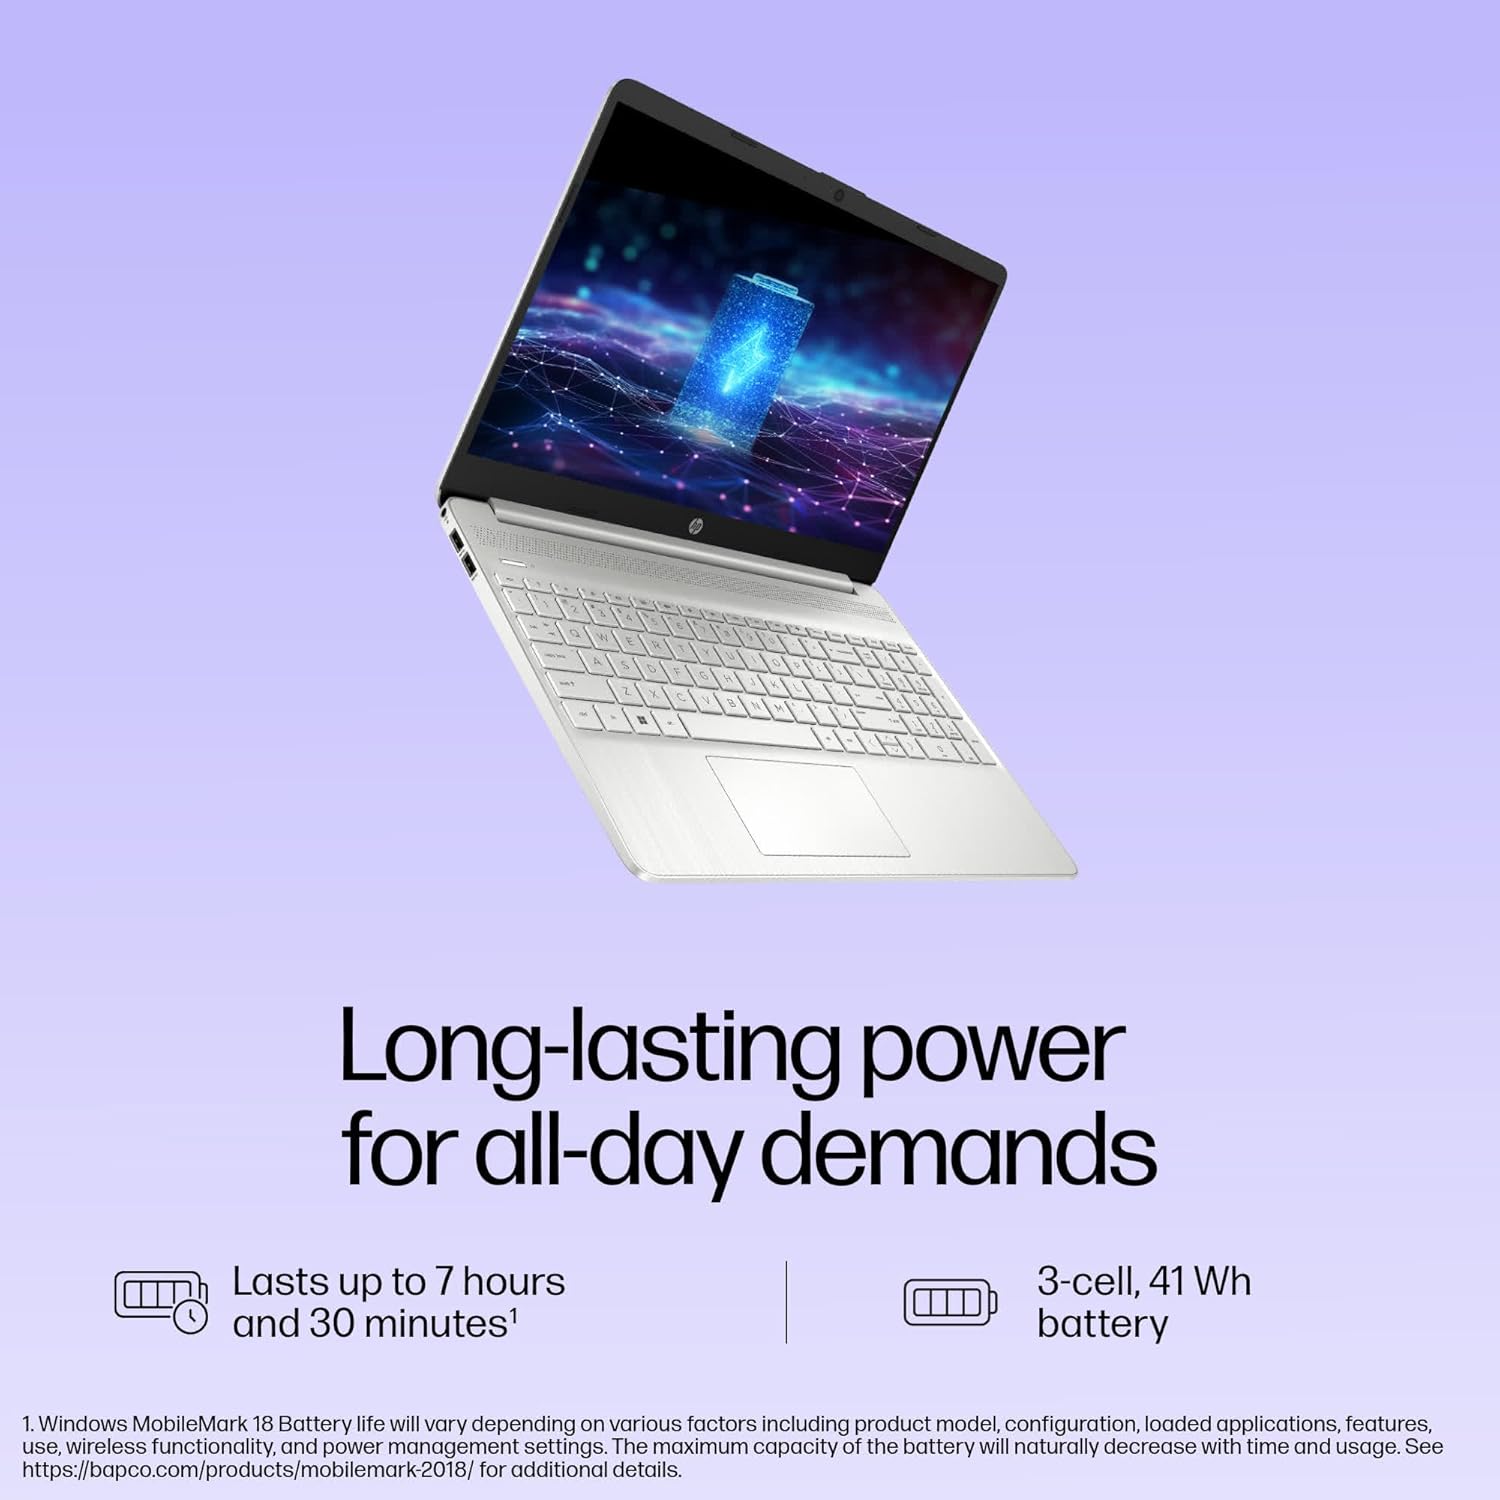 hp
Q W E R T Y U I O P
A S D F G H J K L
Z X C V B N M
Long-lasting power
for all-day demands
Lasts up to 7 hours
and 30 minutes¹
3-cell, 41 Wh
battery
1. Windows MobileMark 18 Battery life will vary depending on various factors including product model, configuration, loaded applications, features,
use, wireless functionality, and power management settings. The maximum capacity of the battery will naturally decrease with time and usage. See
https://bapco.com/products/mobilemark-2018/ for additional details.